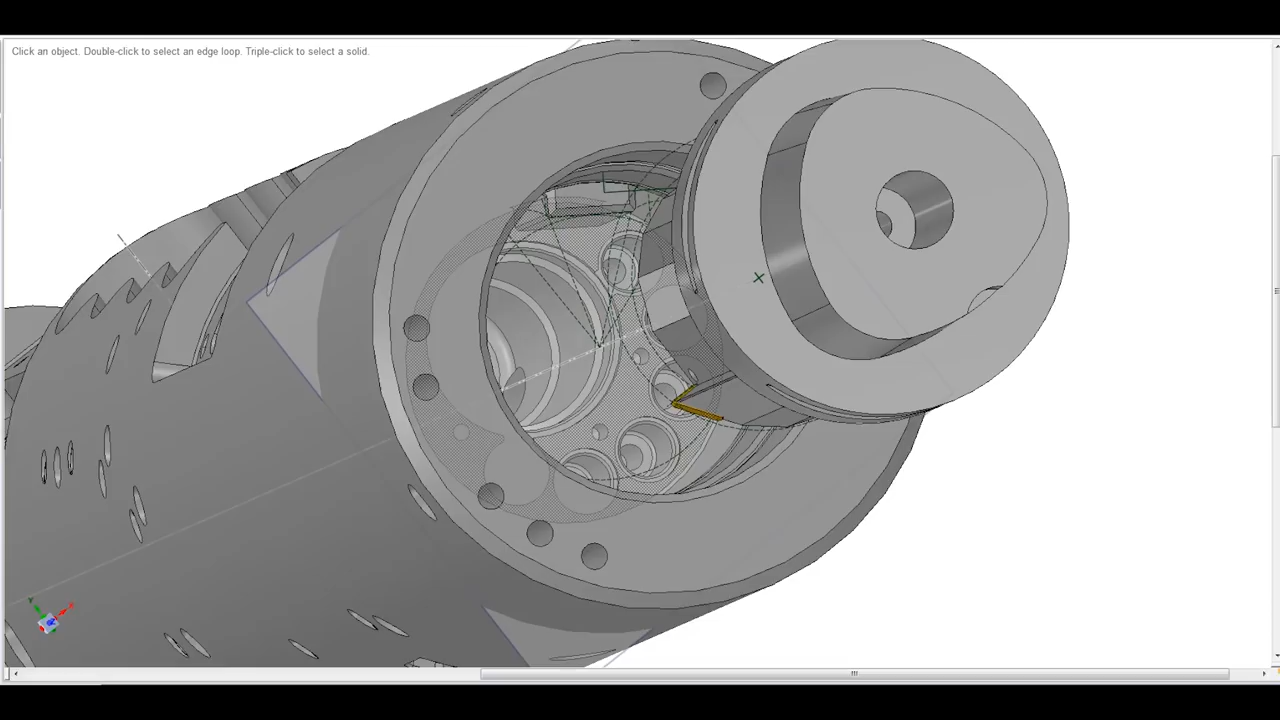 Click an object. Double-click to select an edge loop. Triple-click to select a solid.
Y
X